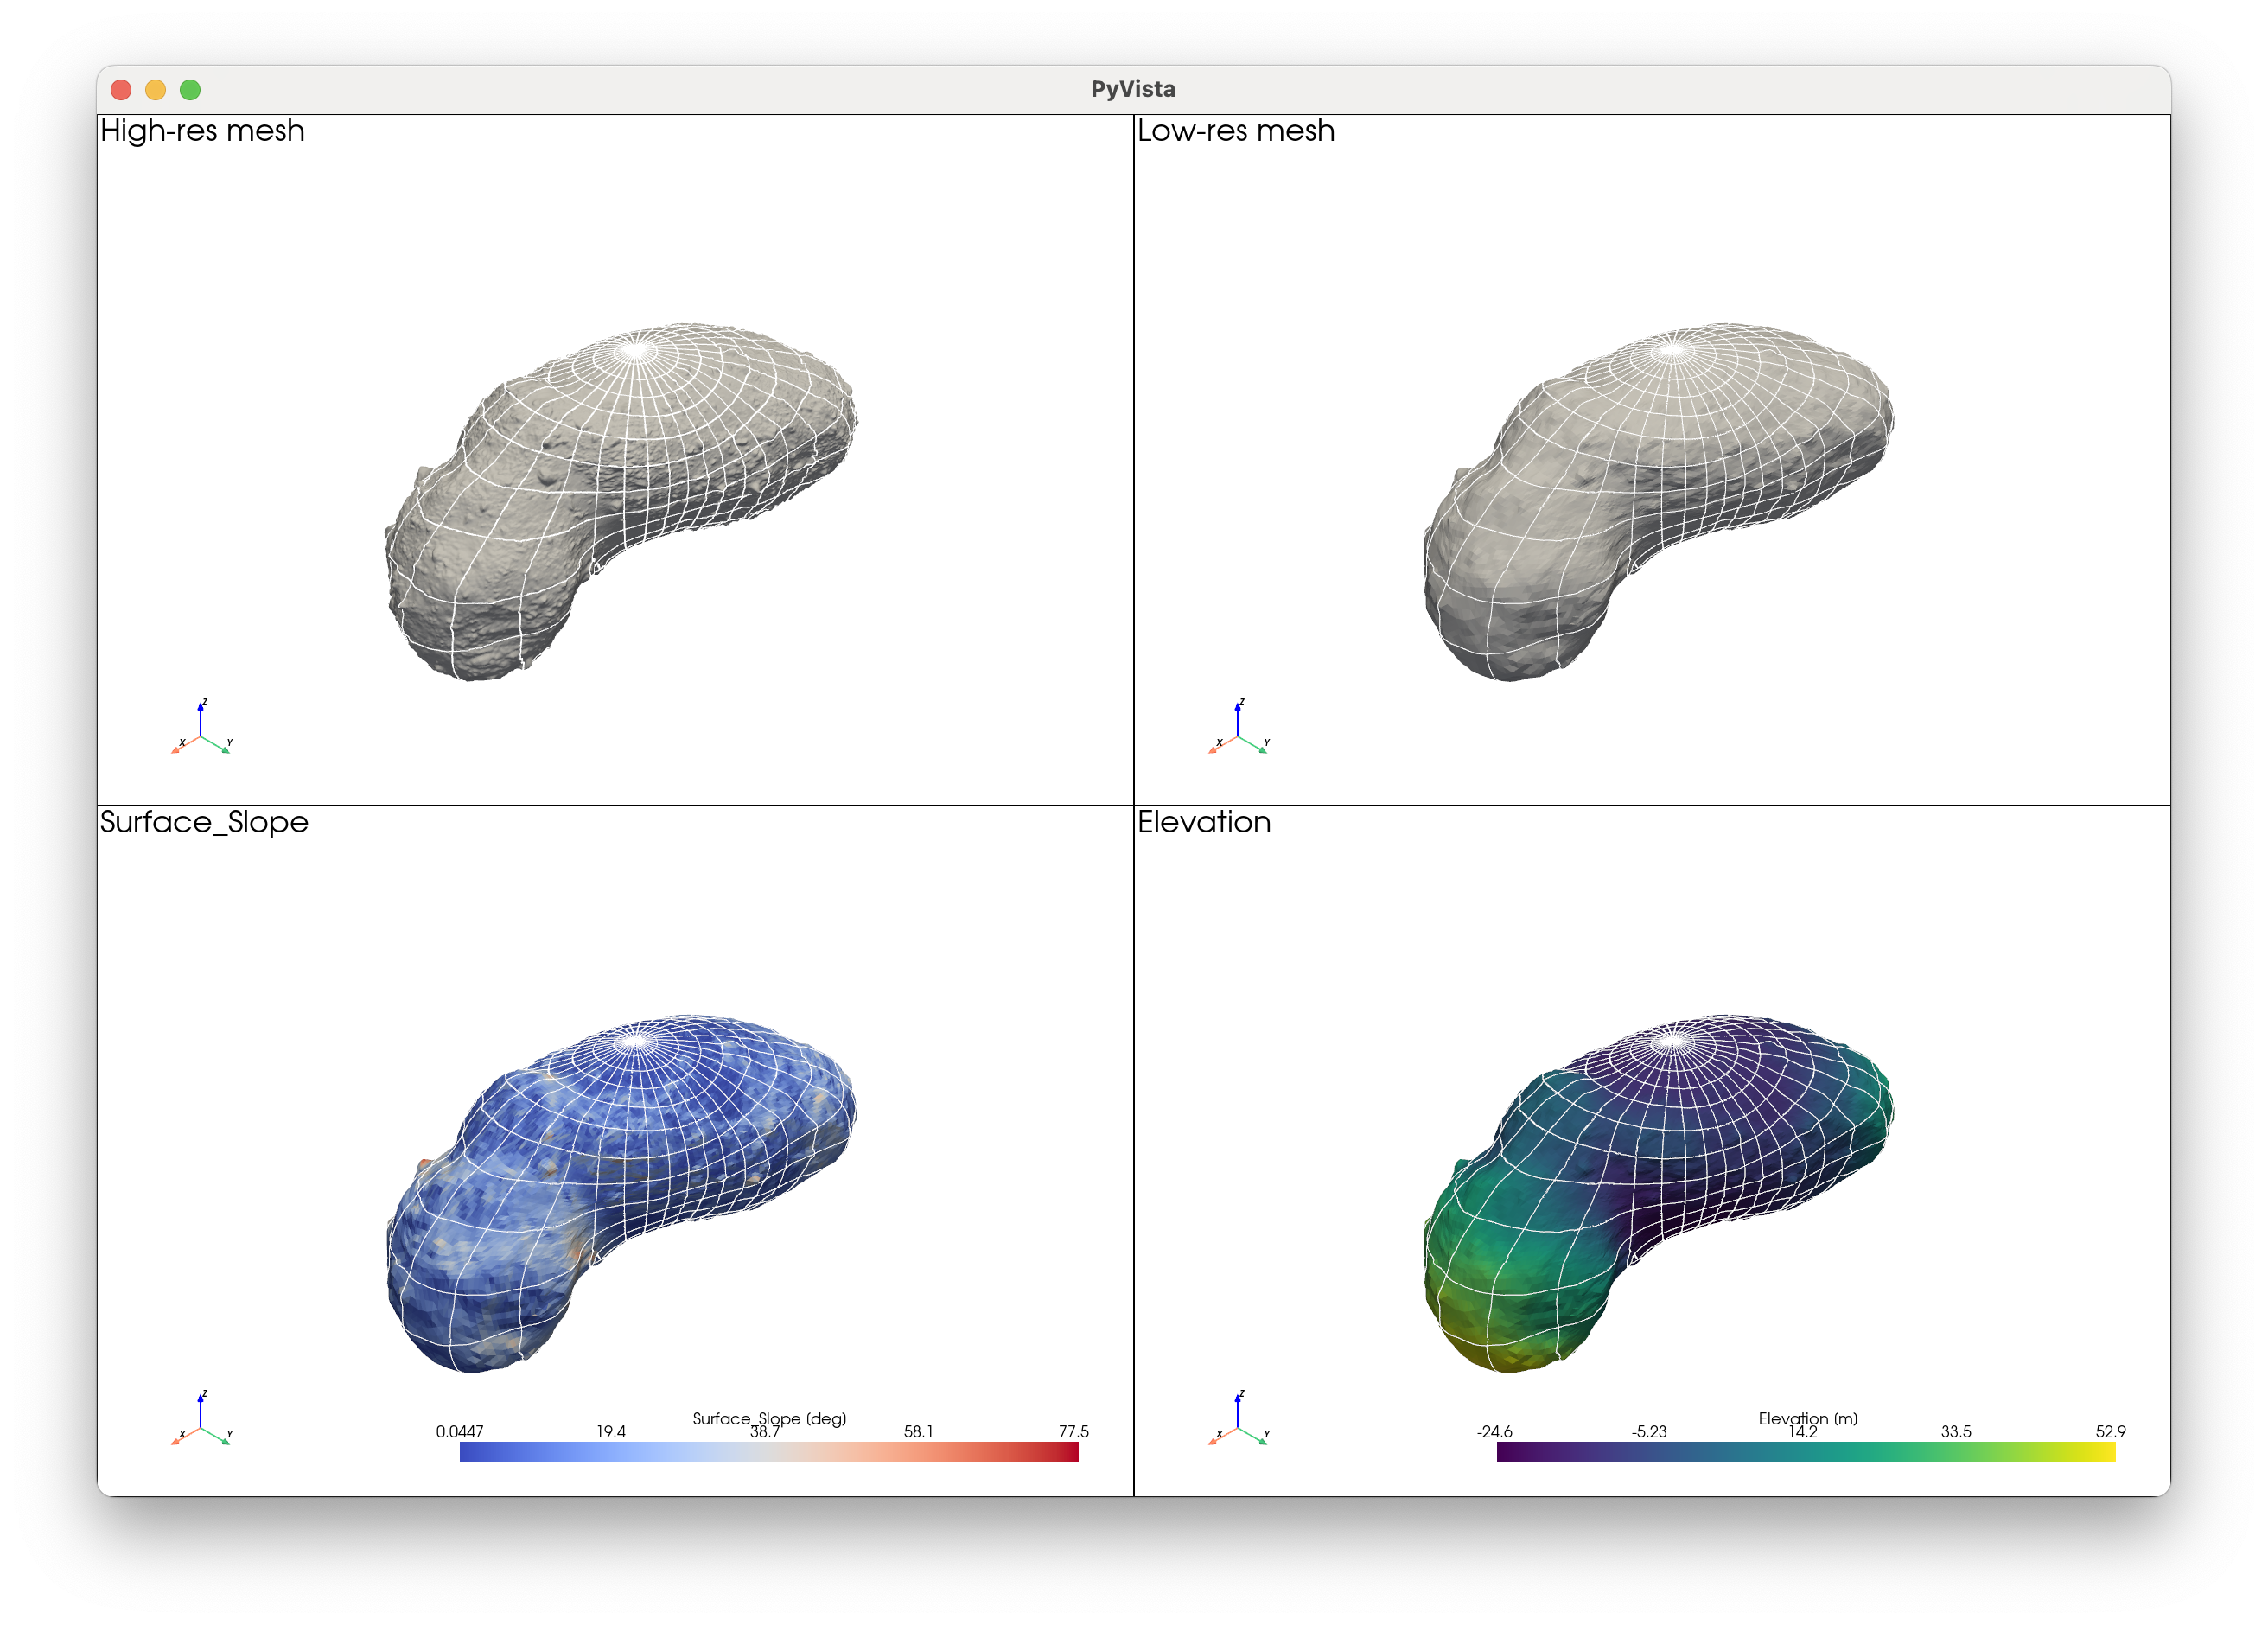 PyVista
High-res mesh
Low-res mesh
Z
X Y
Z
X Y
Surface_Slope
Elevation
Z
X Y
Surface_Slope (deg)
0.0447 19.4 38.7 58.1 77.5
Z
X Y
Elevation (m)
-24.6 -5.23 14.2 33.5 52.9